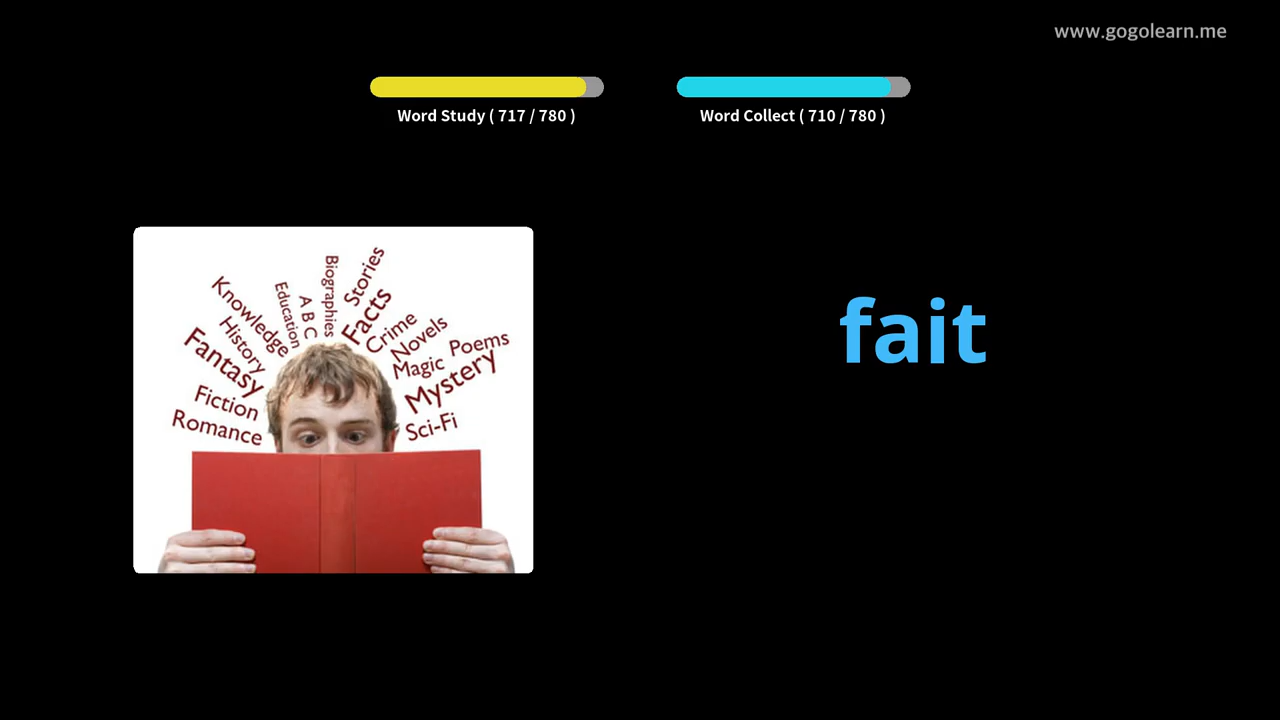 www.gogolearn.me
Word Study ( 717 / 780 )
Word Collect ( 710 / 780 )
Biographies
Stories
Education
A B C
Facts
Knowledge
Crime
History
Novels
Fantasy
Magic
Poems
Mystery
Fiction
Romance
Sci-Fi
fait